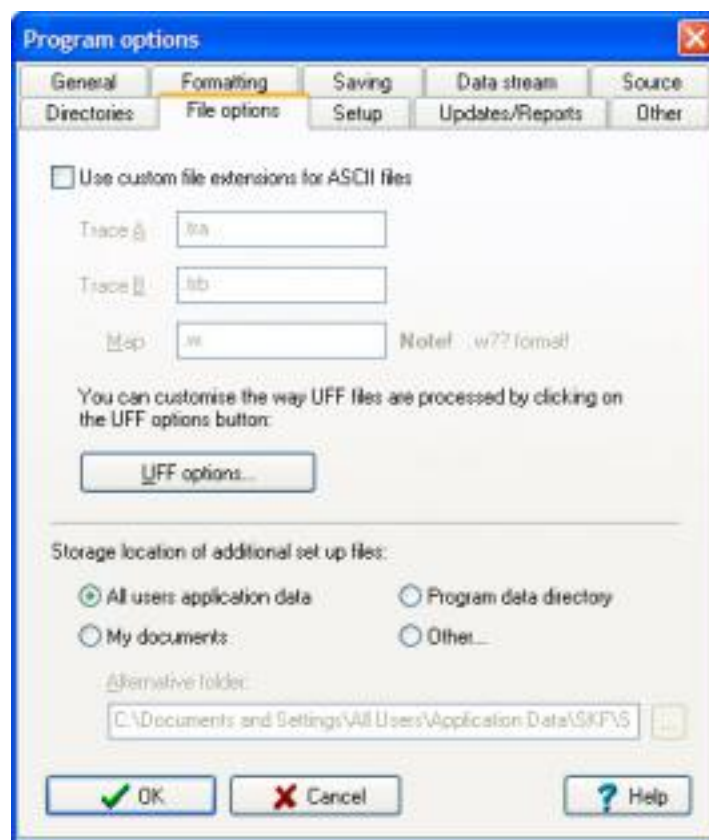 Program options
General Formatting Saving Data stream Source
Directories File options Setup Updates/Reports Other
Use custom file extensions for ASCII files
Trace A .tra
Trace B .trb
Map .w Note! .w?? format!
You can customise the way UFF files are processed by clicking on
the UFF options button:
UFF options...
Storage location of additional set up files:
All users application data Program data directory
My documents Other...
Alternative folder:
C:\Documents and Settings\All Users\Application Data\SKF\S ...
OK Cancel Help